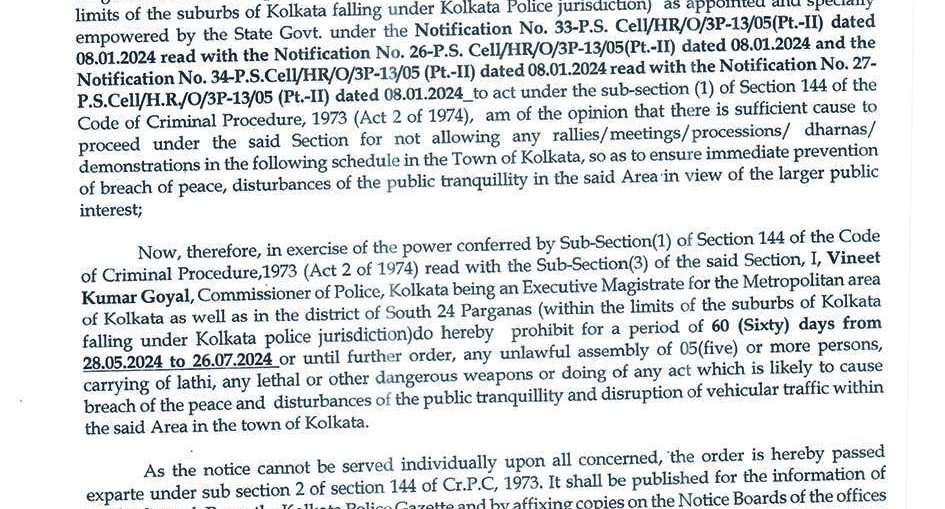 limits of the suburbs of Kolkata falling under Kolkata Police jurisdiction) as appointed and specially
empowered by the State Govt. under the Notification No. 33-P.S. Cell/HR/O/3P-13/05(Pt.-II) dated
08.01.2024 read with the Notification No. 26-P.S. Cell/HR/O/3P-13/05(Pt.-II) dated 08.01.2024 and the
Notification No. 34-P.S.Cell/HR/O/3P-13/05 (Pt.-II) dated 08.01.2024 read with the Notification No. 27-
P.S.Cell/H.R./O/3P-13/05 (Pt.-II) dated 08.01.2024 to act under the sub-section (1) of Section 144 of the
Code of Criminal Procedure, 1973 (Act 2 of 1974), am of the opinion that there is sufficient cause to
proceed under the said Section for not allowing any rallies/meetings/processions/ dharnas/
demonstrations in the following schedule in the Town of Kolkata, so as to ensure immediate prevention
of breach of peace, disturbances of the public tranquillity in the said Area in view of the larger public
interest;
Now, therefore, in exercise of the power conferred by Sub-Section(1) of Section 144 of the Code
of Criminal Procedure,1973 (Act 2 of 1974) read with the Sub-Section(3) of the said Section, I, Vineet
Kumar Goyal, Commissioner of Police, Kolkata being an Executive Magistrate for the Metropolitan area
of Kolkata as well as in the district of South 24 Parganas (within the limits of the suburbs of Kolkata
falling under Kolkata police jurisdiction)do hereby prohibit for a period of 60 (Sixty) days from
28.05.2024 to 26.07.2024 or until further order, any unlawful assembly of 05(five) or more persons,
carrying of lathi, any lethal or other dangerous weapons or doing of any act which is likely to cause
breach of the peace and disturbances of the public tranquillity and disruption of vehicular traffic within
the said Area in the town of Kolkata.
As the notice cannot be served individually upon all concerned, the order is hereby passed
exparte under sub section 2 of section 144 of Cr.P.C, 1973. It shall be published for the information of
the Kolkata Police Gazette and by affixing copies on the Notice Boards of the offices